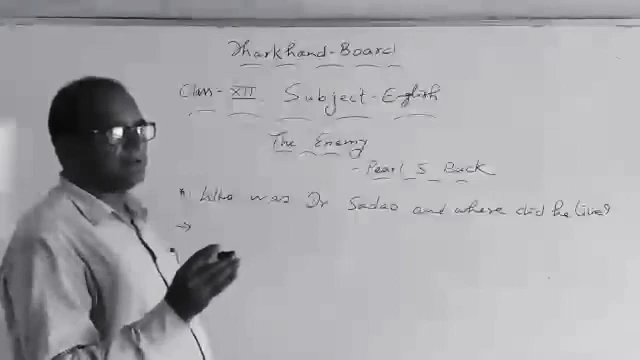 Jharkhand-Board
Class-XII Subject-English
The Enemy
- Pearl S Buck
1. Who was Dr Sadao and where did he live?
→